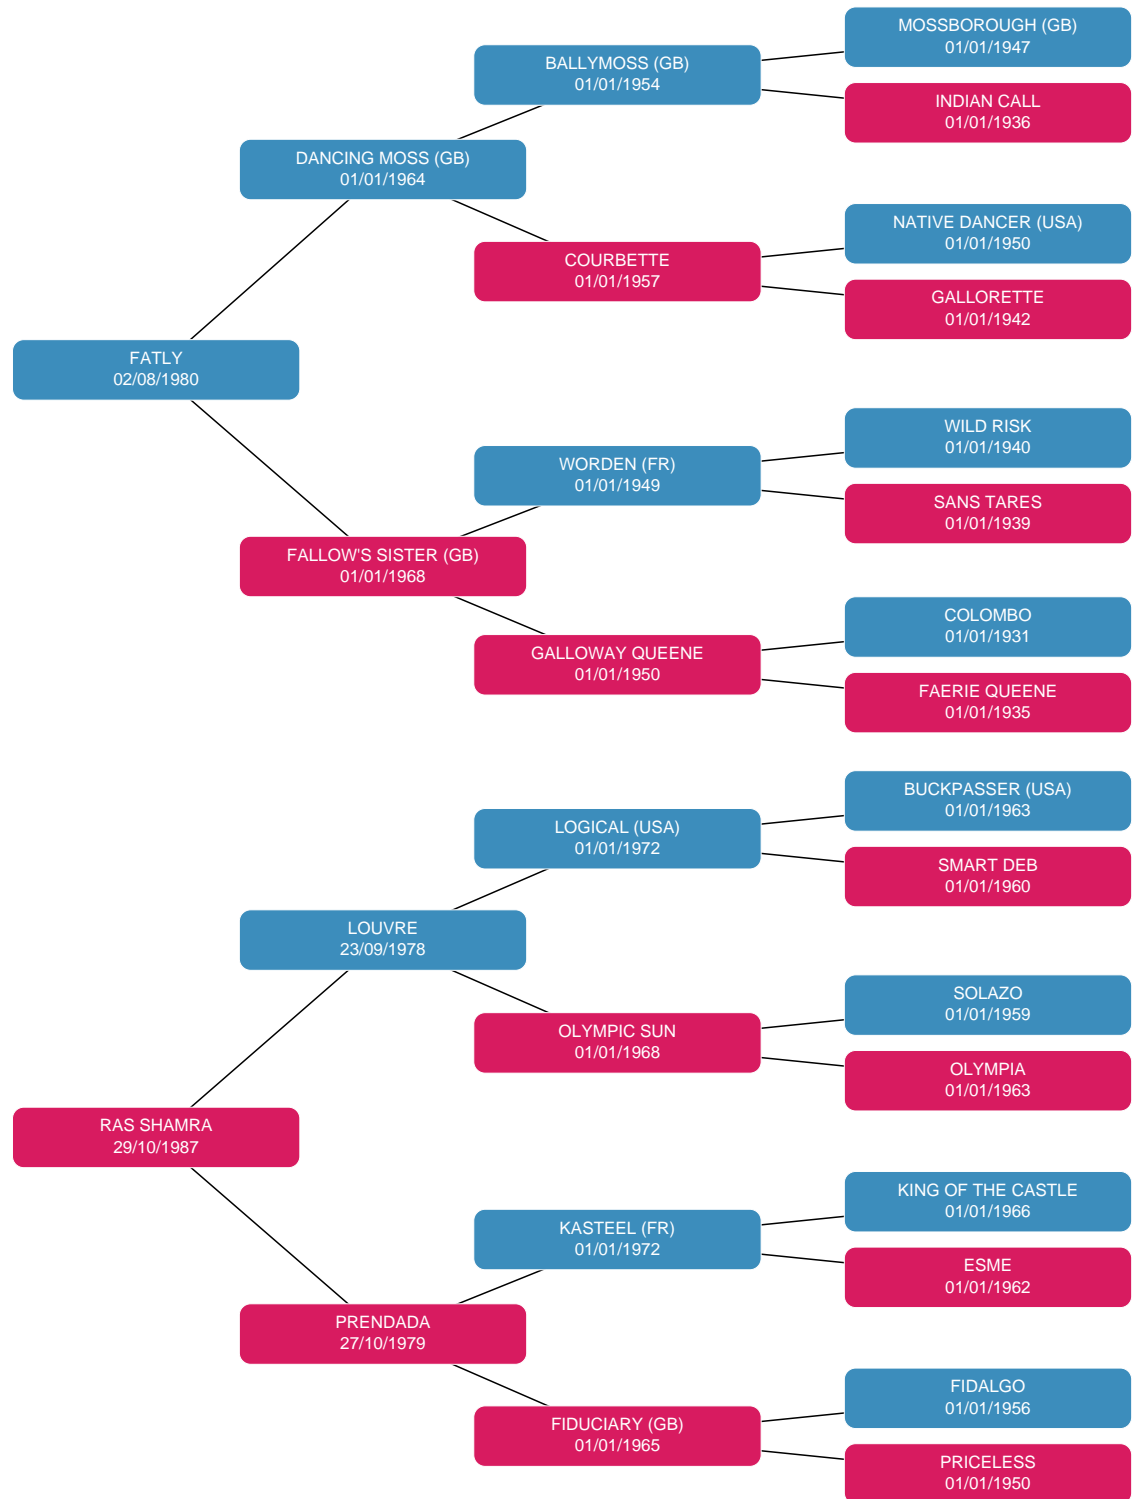 MOSSBOROUGH (GB)
01/01/1947
BALLYMOSS (GB)
01/01/1954
INDIAN CALL
01/01/1936
DANCING MOSS (GB)
01/01/1964
NATIVE DANCER (USA)
01/01/1950
COURBETTE
01/01/1957
GALLORETTE
01/01/1942
FATLY
02/08/1980
WILD RISK
01/01/1940
WORDEN (FR)
01/01/1949
SANS TARES
01/01/1939
FALLOW'S SISTER (GB)
01/01/1968
COLOMBO
01/01/1931
GALLOWAY QUEENE
01/01/1950
FAERIE QUEENE
01/01/1935
BUCKPASSER (USA)
01/01/1963
LOGICAL (USA)
01/01/1972
SMART DEB
01/01/1960
LOUVRE
23/09/1978
SOLAZO
01/01/1959
OLYMPIC SUN
01/01/1968
OLYMPIA
01/01/1963
RAS SHAMRA
29/10/1987
KING OF THE CASTLE
01/01/1966
KASTEEL (FR)
01/01/1972
ESME
01/01/1962
PRENDADA
27/10/1979
FIDALGO
01/01/1956
FIDUCIARY (GB)
01/01/1965
PRICELESS
01/01/1950